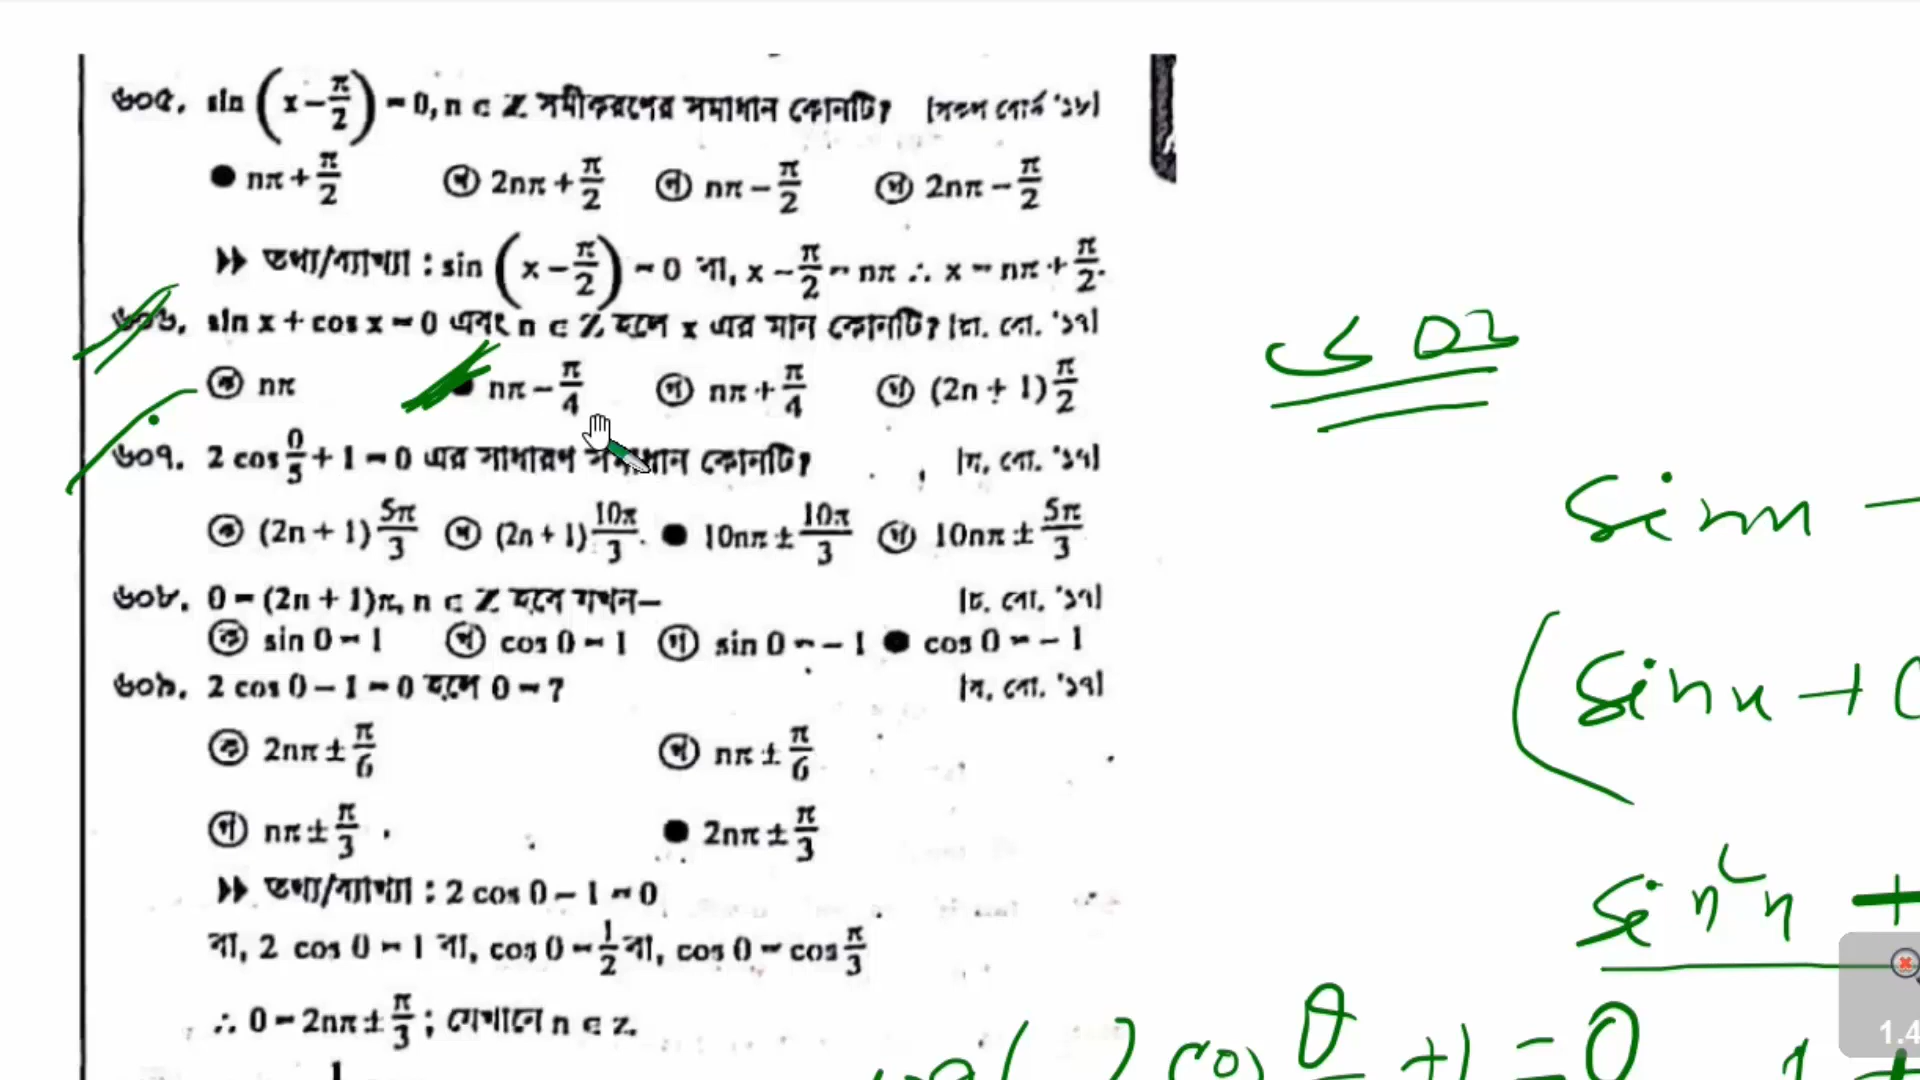 ৬০৫. sin (x − π/2) = 0, n ∈ Z সমীকরণের সমাধান কোনটি? [সকল বোর্ড '১৮]
● nπ + π/2 ㉿ 2nπ + π/2 গ nπ − π/2 ঘ 2nπ − π/2
▶▶ তথ্য/ব্যাখ্যা : sin (x − π/2) = 0 বা, x − π/2 = nπ ∴ x = nπ + π/2.
৬০৬. sin x + cos x = 0 এবং n ∈ Z হলে x এর মান কোনটি? [ঢা. বো. '১৭]
ক nπ ● nπ − π/4 গ nπ + π/4 ঘ (2n + 1) π/2
৬০৭. 2 cos θ/5 + 1 = 0 এর সাধারণ সমাধান কোনটি? বো. '১৭]
ক (2n + 1) 5π/3 খ (2n + 1) 10π/3 ● 10nπ ± 10π/3 ঘ 10nπ ± 5π/3
৬০৮. θ = (2n + 1)π, n ∈ Z হলে যখন– [চ. বো. '১৭]
ক sin θ = 1 খ cos θ = 1 গ sin θ = − 1 ● cos θ = − 1
৬০৯. 2 cos θ − 1 = 0 হলে θ = ? বো. '১৭]
ক 2nπ ± π/6 খ nπ ± π/6
গ nπ ± π/3 ● 2nπ ± π/3
▶▶ তথ্য/ব্যাখ্যা : 2 cos θ − 1 = 0
বা, 2 cos θ = 1 বা, cos θ = 1/2 বা, cos θ = cos π/3
∴ θ = 2nπ ± π/3 ; যেখানে n ∈ z.
sinx −
(sinx + c
sin²x +
2 cos θ +1 = 0
1.4